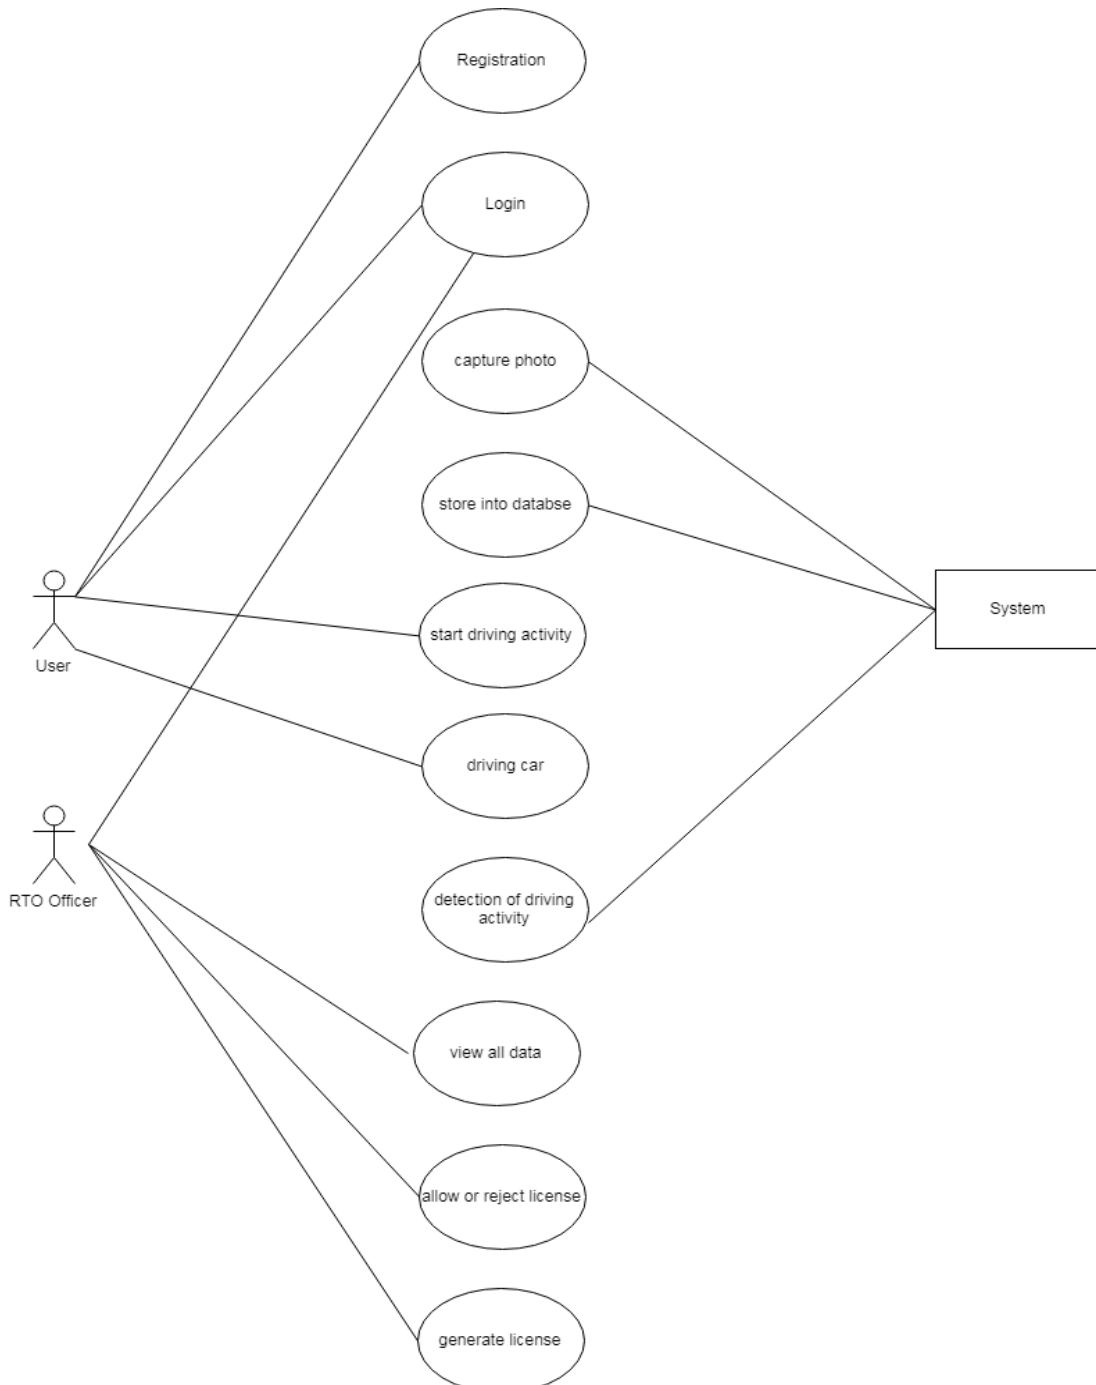 Registration
Login
capture photo
store into databse
start driving activity
System
User
driving car
RTO Officer
detection of driving
activity
view all data
allow or reject license
generate license